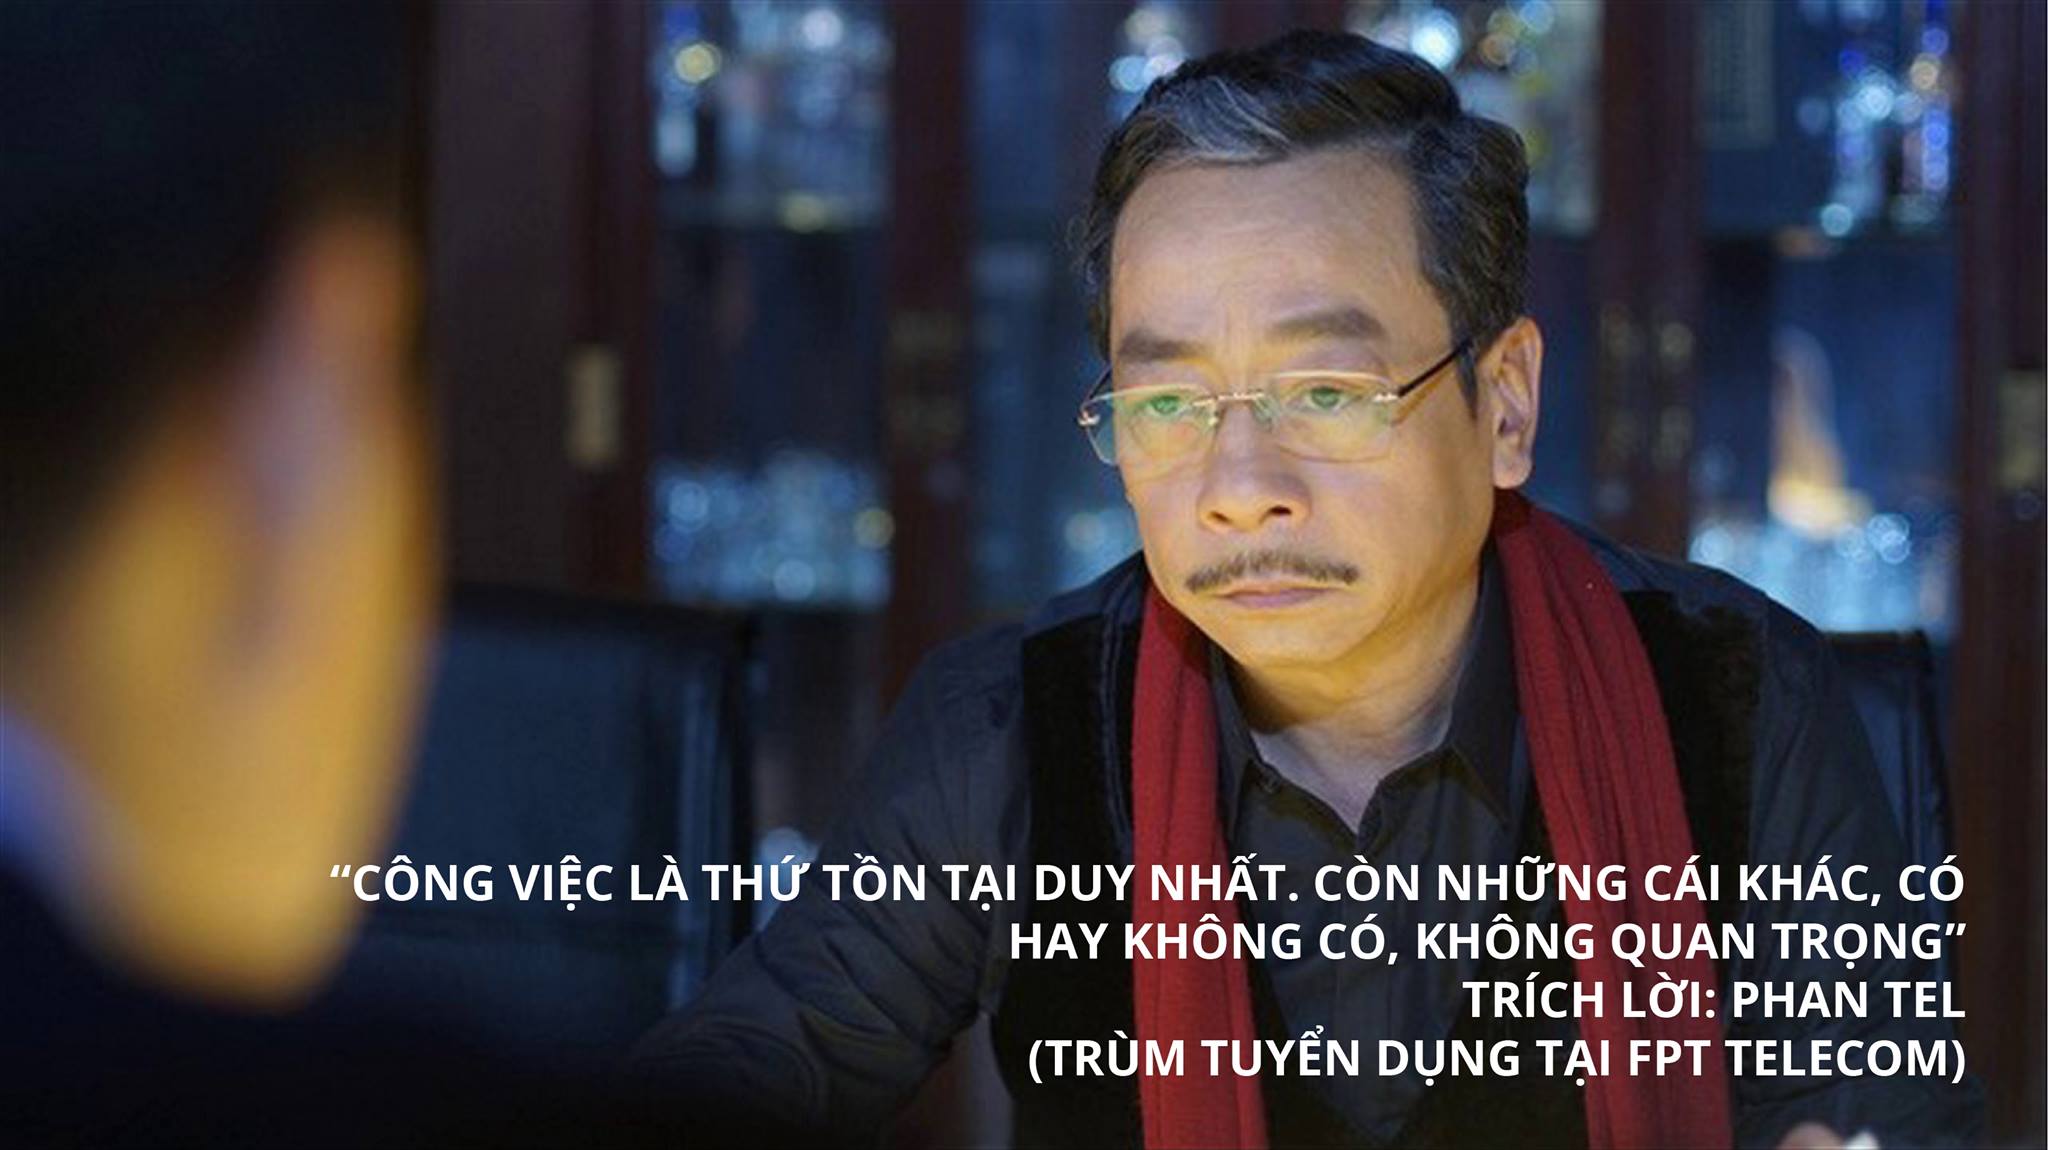 “CÔNG VIỆC LÀ THỨ TỒN TẠI DUY NHẤT. CÒN NHỮNG CÁI KHÁC, CÓ
HAY KHÔNG CÓ, KHÔNG QUAN TRỌNG”
TRÍCH LỜI: PHAN TEL
(TRÙM TUYỂN DỤNG TẠI FPT TELECOM)